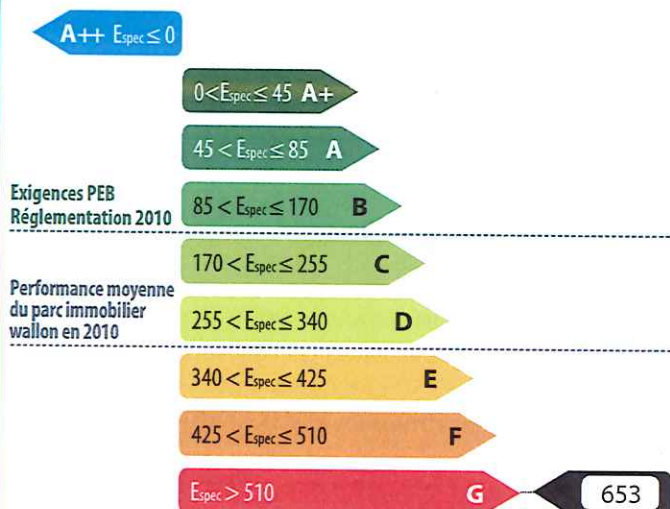 A++ Espec ≤ 0
0<Espec ≤ 45 A+
45 < Espec ≤ 85 A
Exigences PEB
Réglementation 2010
85 < Espec ≤ 170 B
170 < Espec ≤ 255 C
Performance moyenne
du parc immobilier
wallon en 2010
255 < Espec ≤ 340 D
340 < Espec ≤ 425 E
425 < Espec ≤ 510 F
Espec > 510 G
653